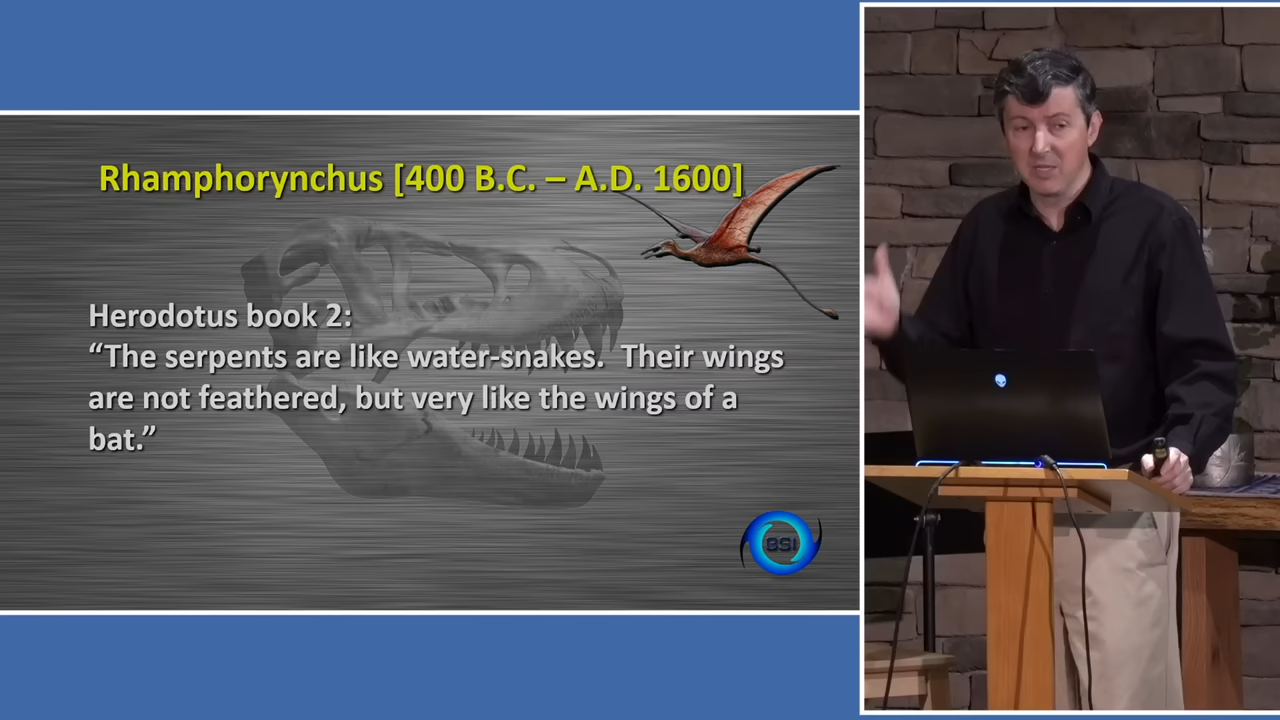 Rhamphorynchus [400 B.C. – A.D. 1600]
Herodotus book 2:
“The serpents are like water-snakes.  Their wings
are not feathered, but very like the wings of a
bat.”
BSI